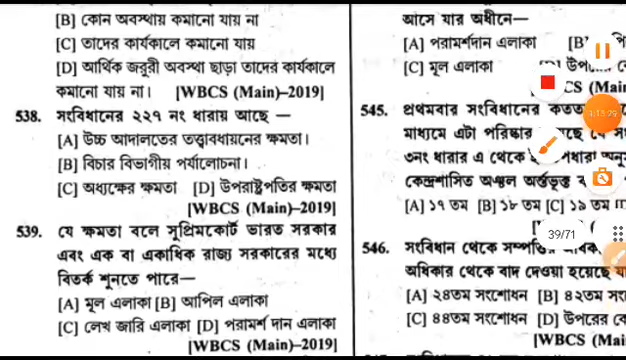 [B] কোন অবস্থায় কমানো যায় না
[C] তাদের কার্যকালে কমানো যায়
[D] আর্থিক জরুরী অবস্থা ছাড়া তাদের কার্যকালে
কমানো যায় না। [WBCS (Main)–2019]
538. সংবিধানের ২২৭ নং ধারায় আছে —
[A] উচ্চ আদালতের তত্ত্বাবধায়নের ক্ষমতা।
[B] বিচার বিভাগীয় পর্যালোচনা।
[C] অধ্যক্ষের ক্ষমতা [D] উপরাষ্ট্রপতির ক্ষমতা
[WBCS (Main)–2019]
539. যে ক্ষমতা বলে সুপ্রিমকোর্ট ভারত সরকার
এবং এক বা একাধিক রাজ্য সরকারের মধ্যে
বিতর্ক শুনতে পারে—
[A] মূল এলাকা [B] আপিল এলাকা
[C] লেখ জারি এলাকা [D] পরামর্শ দান এলাকা
[WBCS (Main)–2019]
আসে যার অধীনে—
[A] পরামর্শদান এলাকা [B]
[C] মূল এলাকা
CS (Mai
545. প্রথমবার সংবিধানের
মাধ্যমে এটা পরিষ্কার
৩নং ধারার এ থেকে
কেন্দ্রশাসিত অঞ্চল অর্ন্তভূক্ত
[A] ১৭ তম [B] ১৮ তম [C] ১৯ তম
39/71
546. সংবিধান থেকে
অধিকার থেকে বাদ দেওয়া হয়েছে
[A] ২৪তম সংশোধন [B] ৪২তম
[C] ৪৪তম সংশোধন [D] উপরের
[WBCS (Mai